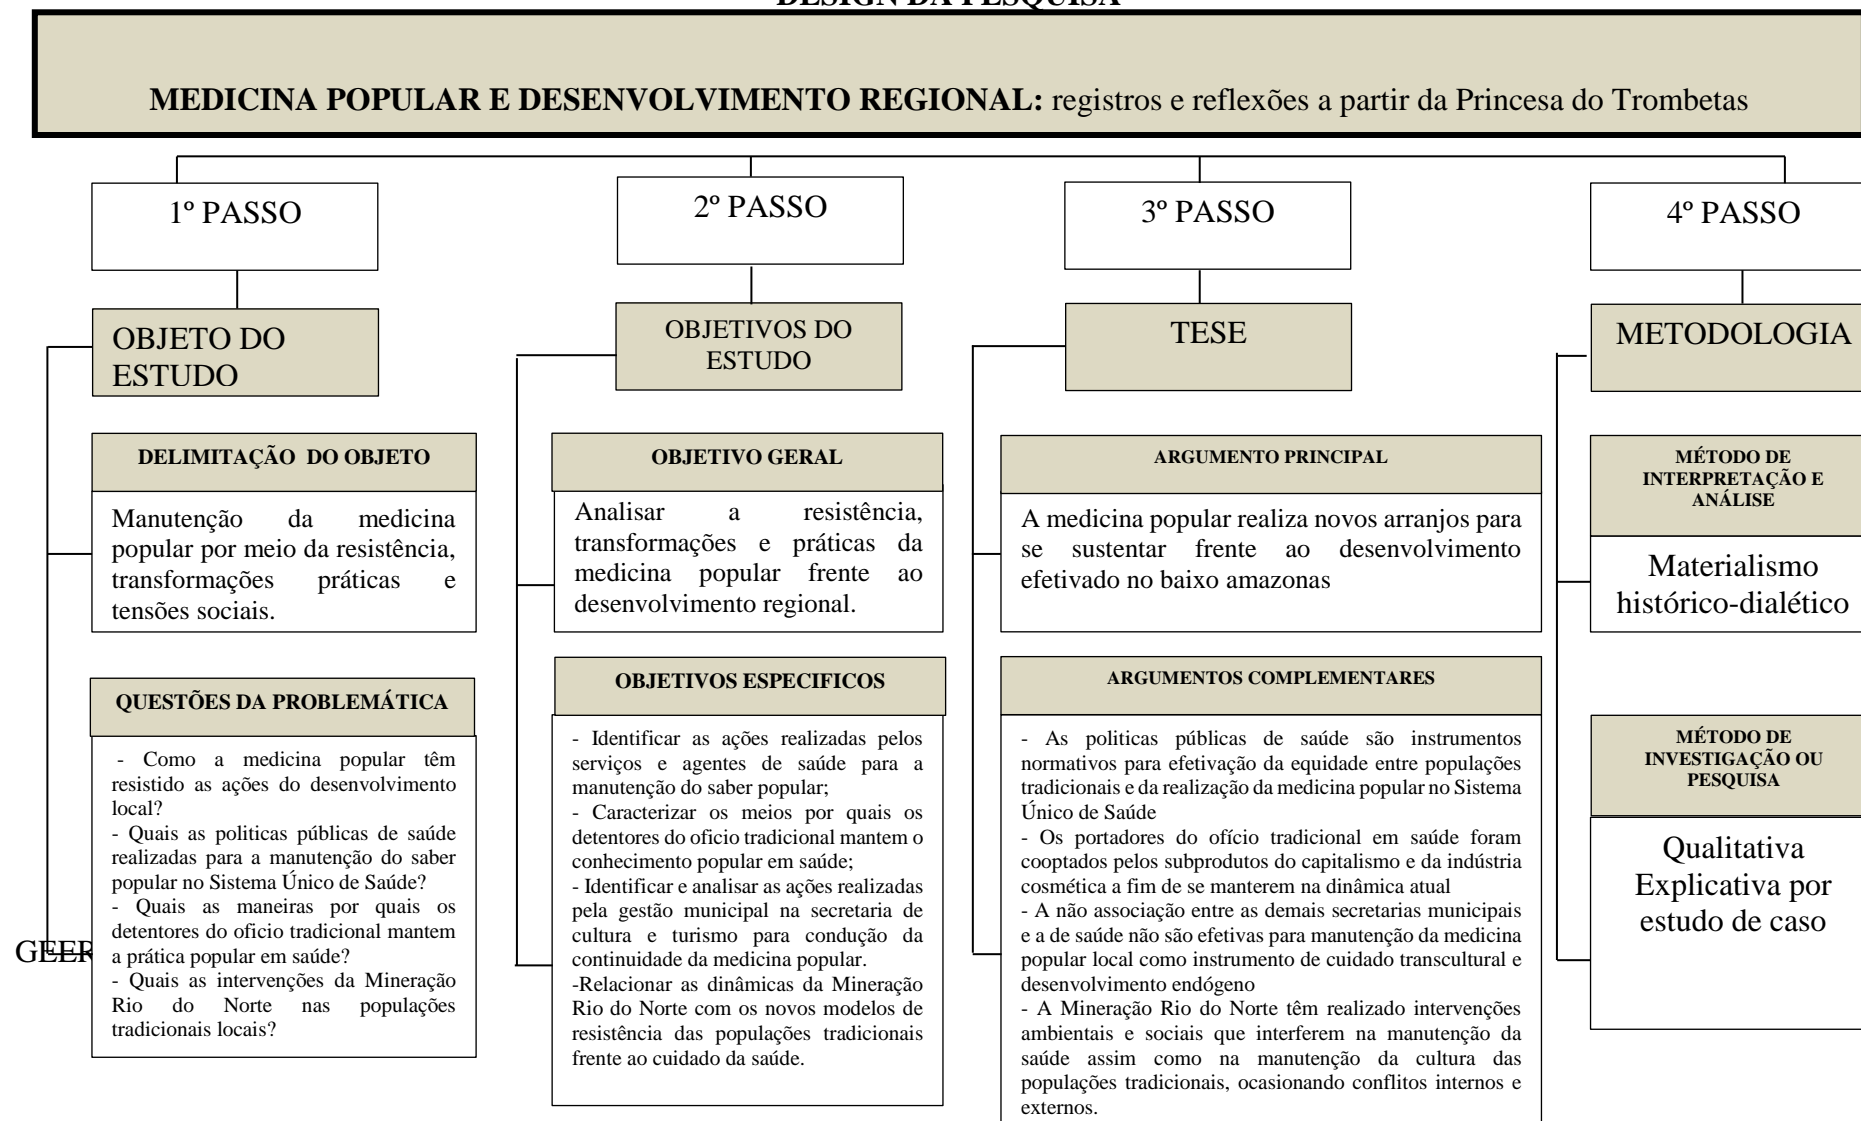 DESIGN DA PESQUISA
MEDICINA POPULAR E DESENVOLVIMENTO REGIONAL: registros e reflexões a partir da Princesa do Trombetas
1º PASSO
OBJETO DO
ESTUDO
DELIMITAÇÃO DO OBJETO
Manutenção da medicina
popular por meio da resistência,
transformações práticas e
tensões sociais.
QUESTÕES DA PROBLEMÁTICA
- Como a medicina popular têm
resistido as ações do desenvolvimento
local?
- Quais as politicas públicas de saúde
realizadas para a manutenção do saber
popular no Sistema Único de Saúde?
- Quais as maneiras por quais os
detentores do oficio tradicional mantem
a prática popular em saúde?
- Quais as intervenções da Mineração
Rio do Norte nas populações
tradicionais locais?
2º PASSO
OBJETIVOS DO
ESTUDO
OBJETIVO GERAL
Analisar a resistência,
transformações e práticas da
medicina popular frente ao
desenvolvimento regional.
OBJETIVOS ESPECIFICOS
- Identificar as ações realizadas pelos
serviços e agentes de saúde para a
manutenção do saber popular;
- Caracterizar os meios por quais os
detentores do oficio tradicional mantem o
conhecimento popular em saúde;
- Identificar e analisar as ações realizadas
pela gestão municipal na secretaria de
cultura e turismo para condução da
continuidade da medicina popular.
-Relacionar as dinâmicas da Mineração
Rio do Norte com os novos modelos de
resistência das populações tradicionais
frente ao cuidado da saúde.
3º PASSO
TESE
ARGUMENTO PRINCIPAL
A medicina popular realiza novos arranjos para
se sustentar frente ao desenvolvimento
efetivado no baixo amazonas
ARGUMENTOS COMPLEMENTARES
- As politicas públicas de saúde são instrumentos
normativos para efetivação da equidade entre populações
tradicionais e da realização da medicina popular no Sistema
Único de Saúde
- Os portadores do ofício tradicional em saúde foram
cooptados pelos subprodutos do capitalismo e da indústria
cosmética a fim de se manterem na dinâmica atual
- A não associação entre as demais secretarias municipais
e a de saúde não são efetivas para manutenção da medicina
popular local como instrumento de cuidado transcultural e
desenvolvimento endógeno
- A Mineração Rio do Norte têm realizado intervenções
ambientais e sociais que interferem na manutenção da
saúde assim como na manutenção da cultura das
populações tradicionais, ocasionando conflitos internos e
externos.
4º PASSO
METODOLOGIA
MÉTODO DE
INTERPRETAÇÃO E
ANÁLISE
Materialismo
histórico-dialético
MÉTODO DE
INVESTIGAÇÃO OU
PESQUISA
Qualitativa
Explicativa por
estudo de caso